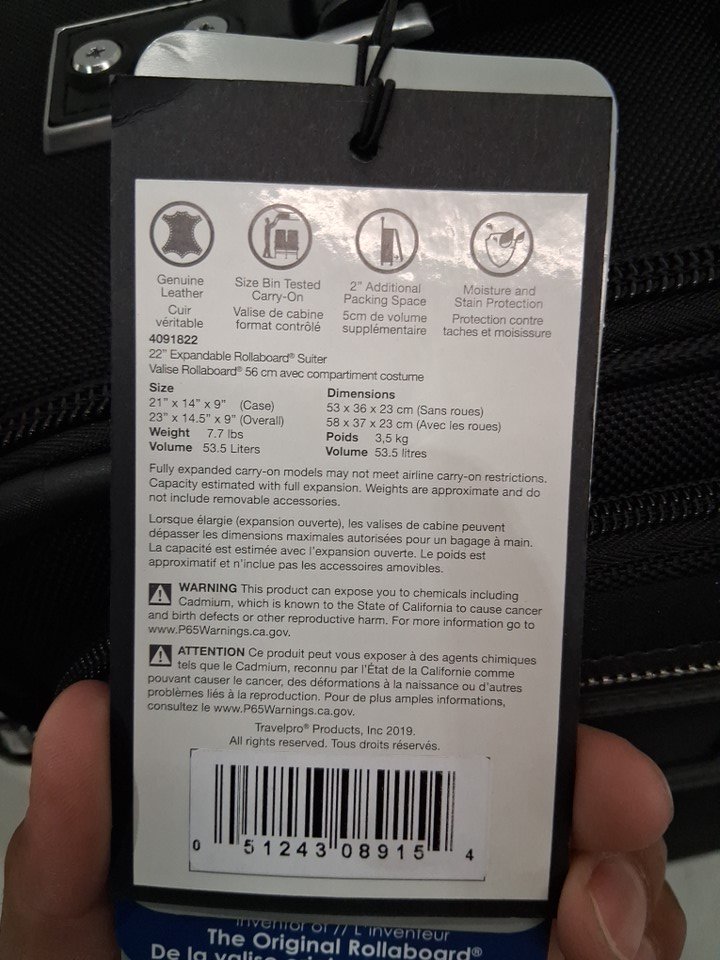 Genuine
Leather
Cuir
véritable
Size Bin Tested
Carry-On
Valise de cabine
format contrôlé
2" Additional
Packing Space
5cm de volume
supplémentaire
Moisture and
Stain Protection
Protection contre
taches et moisissure
4091822
22" Expandable Rollaboard® Suiter
Valise Rollaboard® 56 cm avec compartiment costume
Size
21" x 14" x 9" (Case)
23" x 14.5" x 9" (Overall)
Weight 7.7 lbs
Volume 53.5 Liters
Dimensions
53 x 36 x 23 cm (Sans roues)
58 x 37 x 23 cm (Avec les roues)
Poids 3,5 kg
Volume 53.5 litres
Fully expanded carry-on models may not meet airline carry-on restrictions.
Capacity estimated with full expansion. Weights are approximate and do
not include removable accessories.
Lorsque élargie (expansion ouverte), les valises de cabine peuvent
dépasser les dimensions maximales autorisées pour un bagage à main.
La capacité est estimée avec l'expansion ouverte. Le poids est
approximatif et n'inclue pas les accessoires amovibles.
WARNING This product can expose you to chemicals including
Cadmium, which is known to the State of California to cause cancer
and birth defects or other reproductive harm. For more information go to
www.P65Warnings.ca.gov.
ATTENTION Ce produit peut vous exposer à des agents chimiques
tels que le Cadmium, reconnu par l'État de la Californie comme
pouvant causer le cancer, des déformations à la naissance ou d'autres
problèmes liés à la reproduction. Pour de plus amples informations,
consultez le www.P65Warnings.ca.gov.
Travelpro® Products, Inc 2019.
All rights reserved. Tous droits réservés.
0 51243 08915 4
Inventor of // L'inventeur
The Original Rollaboard®
De la valise